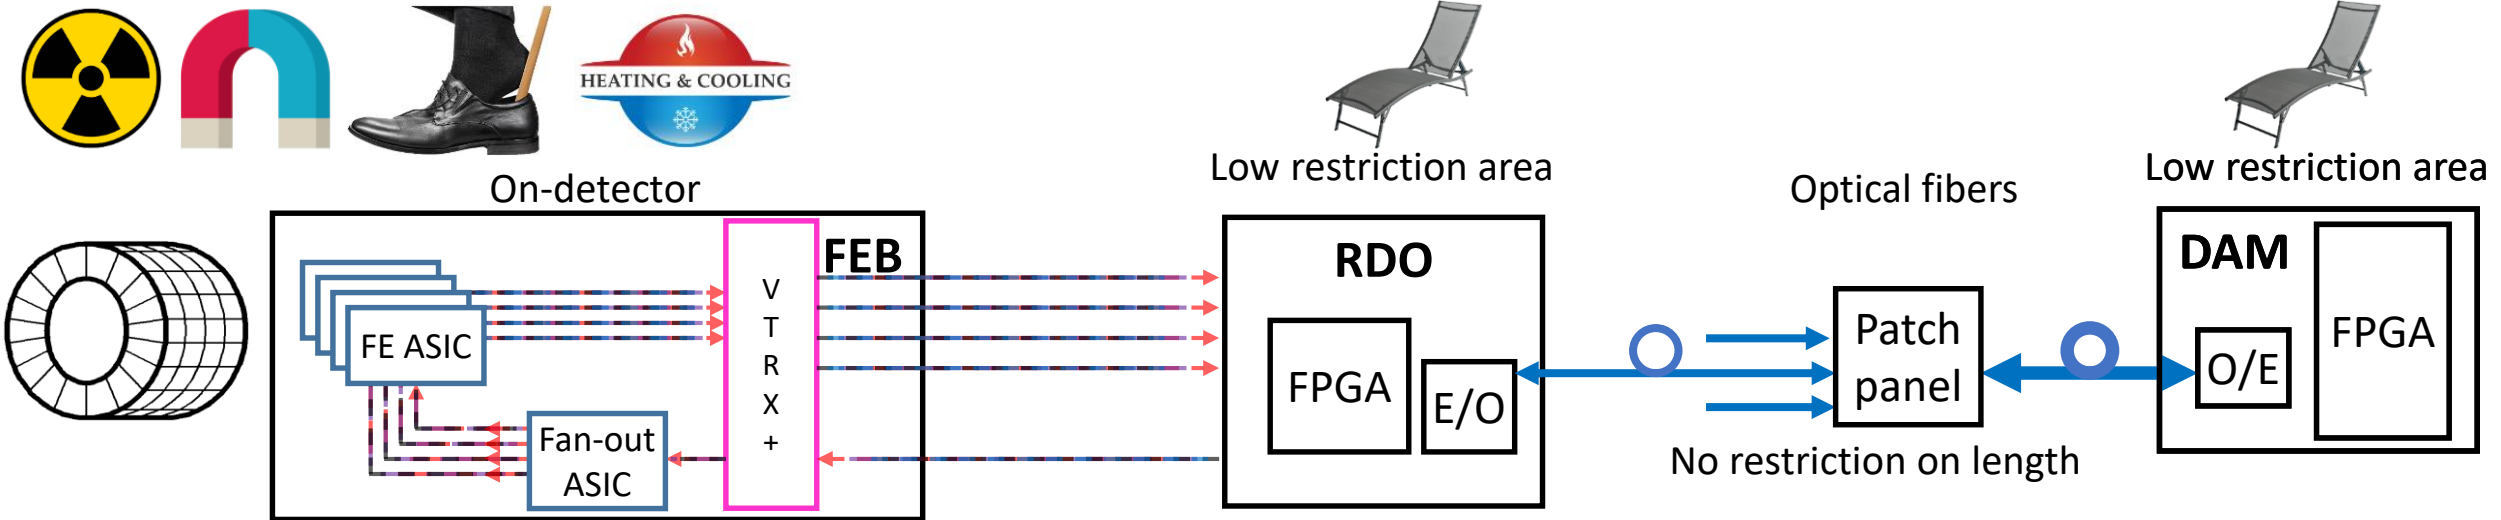 HEATING & COOLING
On-detector
Low restriction area
Optical fibers
Low restriction area
FEB
V
T
R
X
+
FE ASIC
Fan-out
ASIC
RDO
FPGA
E/O
Patch
panel
No restriction on length
DAM
O/E
FPGA